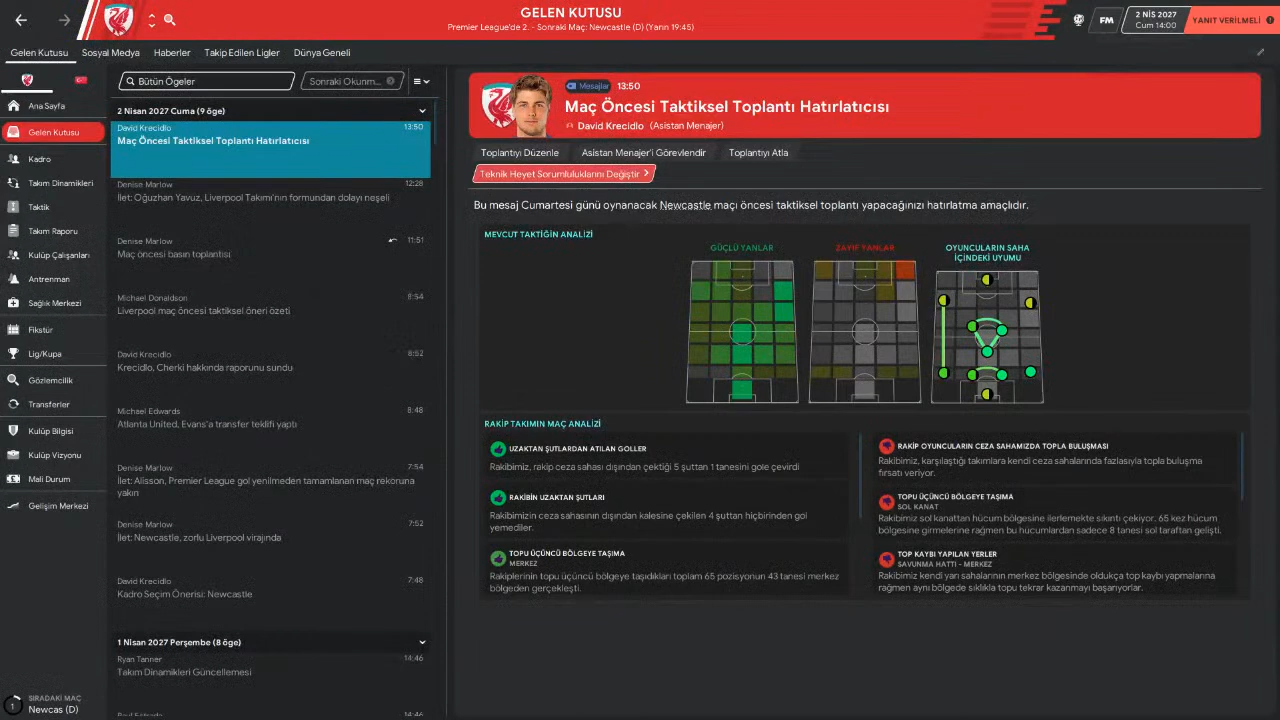 GELEN KUTUSU
Premier League'de 2. - Sonraki Maç: Newcastle (D) (Yarın 19:45)
FM
2 NİS 2027
Cum 14:00
YANIT VERİLMELİ
Gelen Kutusu
Sosyal Medya
Haberler
Takip Edilen Ligler
Dünya Geneli
Ana Sayfa
Gelen Kutusu
Kadro
Takım Dinamikleri
Taktik
Takım Raporu
Kulüp Çalışanları
Antrenman
Sağlık Merkezi
Fikstür
Lig/Kupa
Gözlemcilik
Transferler
Kulüp Bilgisi
Kulüp Vizyonu
Mali Durum
Gelişim Merkezi
1
SIRADAKİ MAÇ
Newcas (D)
Bütün Ögeler
Sonraki Okunm...
2 Nisan 2027 Cuma (9 öge)
David Krecidlo
13:50
Maç Öncesi Taktiksel Toplantı Hatırlatıcısı
Denise Marlow
12:28
İlet: Oğuzhan Yavuz, Liverpool Takımı'nın formundan dolayı neşeli
Denise Marlow
11:51
Maç öncesi basın toplantısı
Michael Donaldson
8:54
Liverpool maç öncesi taktiksel öneri özeti
David Krecidlo
8:52
Krecidlo, Cherki hakkında raporunu sundu
Michael Edwards
8:48
Atlanta United, Evans'a transfer teklifi yaptı
Denise Marlow
7:54
İlet: Alisson, Premier League gol yenilmeden tamamlanan maç rekoruna
yakın
Denise Marlow
7:52
İlet: Newcastle, zorlu Liverpool virajında
David Krecidlo
7:48
Kadro Seçim Önerisi: Newcastle
1 Nisan 2027 Perşembe (8 öge)
Ryan Tanner
14:46
Takım Dinamikleri Güncellemesi
14:46
Mesajlar
13:50
Maç Öncesi Taktiksel Toplantı Hatırlatıcısı
David Krecidlo (Asistan Menajer)
Toplantıyı Düzenle
Asistan Menajer'i Görevlendir
Toplantıyı Atla
Teknik Heyet Sorumluluklarını Değiştir
Bu mesaj Cumartesi günü oynanacak Newcastle maçı öncesi taktiksel toplantı yapacağınızı hatırlatma amaçlıdır.
MEVCUT TAKTİĞİN ANALİZİ
GÜÇLÜ YANLAR
ZAYIF YANLAR
OYUNCULARIN SAHA
İÇİNDEKİ UYUMU
RAKİP TAKIMIN MAÇ ANALİZİ
UZAKTAN ŞUTLARDAN ATILAN GOLLER
Rakibimiz, rakip ceza sahası dışından çektiği 5 şuttan 1 tanesini gole çevirdi
RAKİBİN UZAKTAN ŞUTLARI
Rakibimizin ceza sahasının dışından kalesine çekilen 4 şuttan hiçbirinden gol
yemediler.
TOPU ÜÇÜNCÜ BÖLGEYE TAŞIMA
MERKEZ
Rakiplerinin topu üçüncü bölgeye taşıdıkları toplam 65 pozisyonun 43 tanesi merkez
bölgeden gerçekleşti.
RAKİP OYUNCULARIN CEZA SAHAMIZDA TOPLA BULUŞMASI
Rakibimiz, karşılaştığı takımlara kendi ceza sahalarında fazlasıyla topla buluşma
fırsatı veriyor.
TOPU ÜÇÜNCÜ BÖLGEYE TAŞIMA
SOL KANAT
Rakibimiz sol kanattan hücum bölgesine ilerlemekte sıkıntı çekiyor. 65 kez hücum
bölgesine girmelerine rağmen bu hücumlardan sadece 8 tanesi sol taraftan gelişti.
TOP KAYBI YAPILAN YERLER
SAVUNMA HATTI - MERKEZ
Rakibimiz kendi yarı sahalarının merkez bölgesinde oldukça top kaybı yapmalarına
rağmen aynı bölgede sıklıkla topu tekrar kazanmayı başarıyorlar.